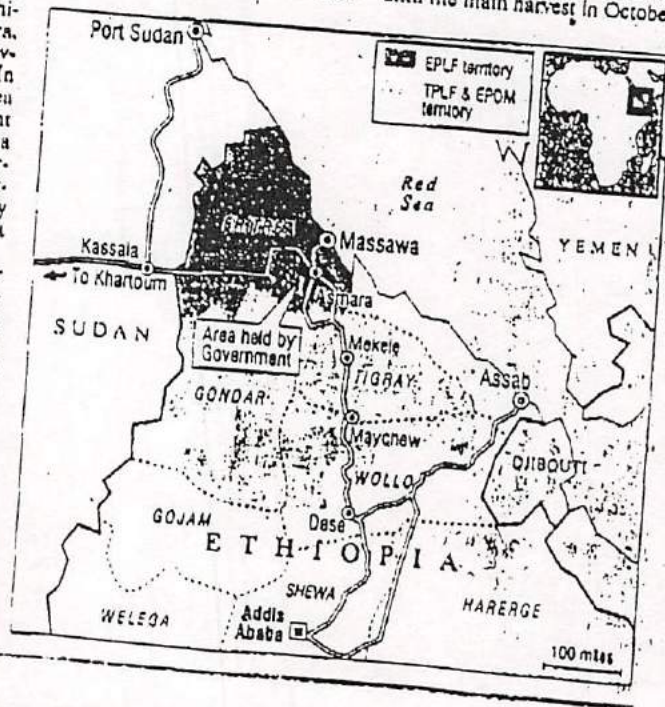 the main harvest in Octobe
Port Sudan
EPLF territory
TPLF & EPDM
territory
Red
Sea
YEMEN
Kassala
To Khartoum
Massawa
Asmara
SUDAN
Area held by
Government
Mekele
TIGRAY
Assab
GONDAR
Maychew
DJIBOUTI
WOLLO
GOJAM
Dese
ETHIOPIA
SHEWA
WELEGA
Addis
Ababa
HARERGE
100 miles